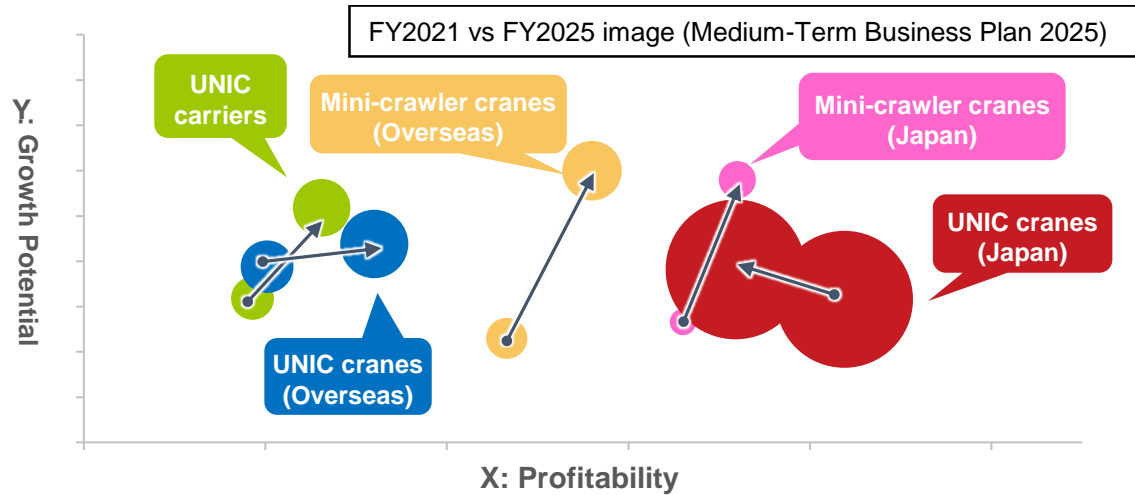 FY2021 vs FY2025 image (Medium-Term Business Plan 2025)
UNIC
carriers
Mini-crawler cranes
(Overseas)
Mini-crawler cranes
(Japan)
UNIC cranes
(Japan)
UNIC cranes
(Overseas)
Y: Growth Potential
X: Profitability